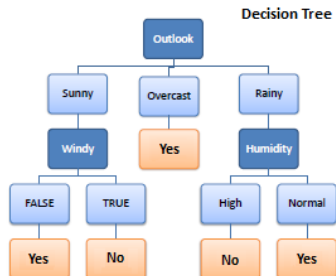 Decision Tree
Outlook
Sunny Overcast Rainy
Windy Yes Humidity
FALSE TRUE High Normal
Yes No No Yes